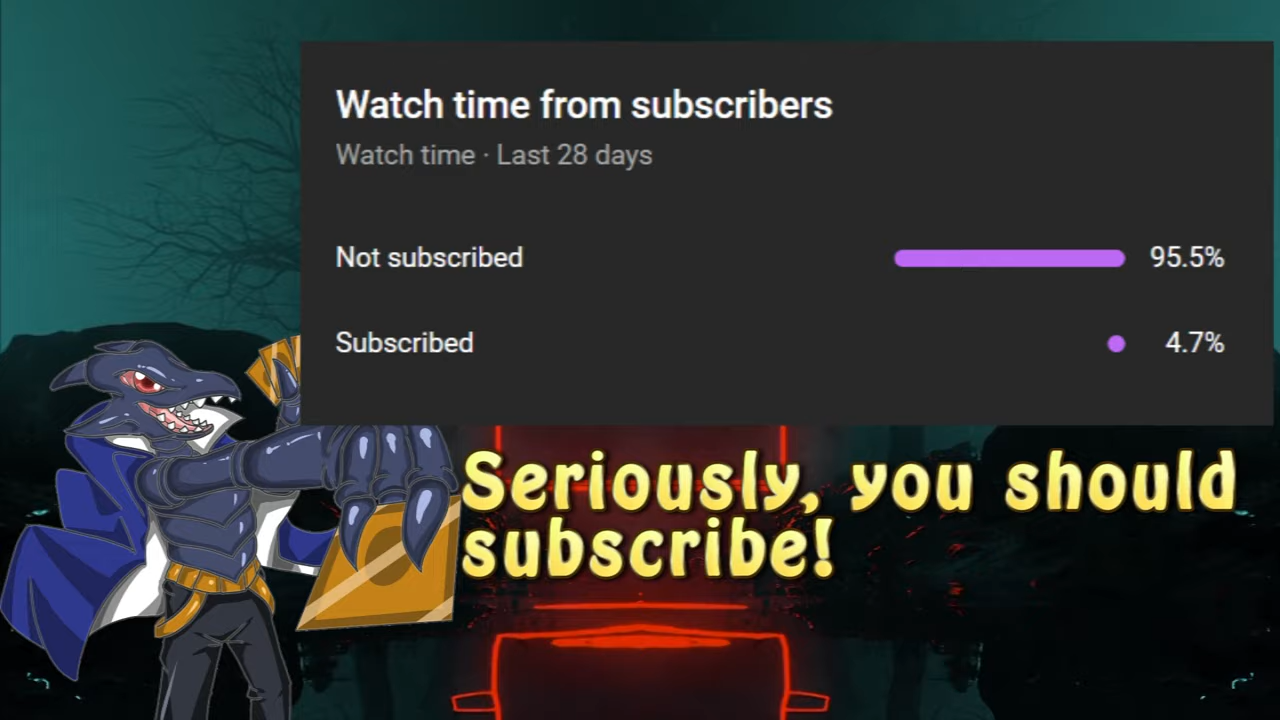 Watch time from subscribers
Watch time · Last 28 days
Not subscribed 95.5%
Subscribed 4.7%
Seriously, you should
subscribe!